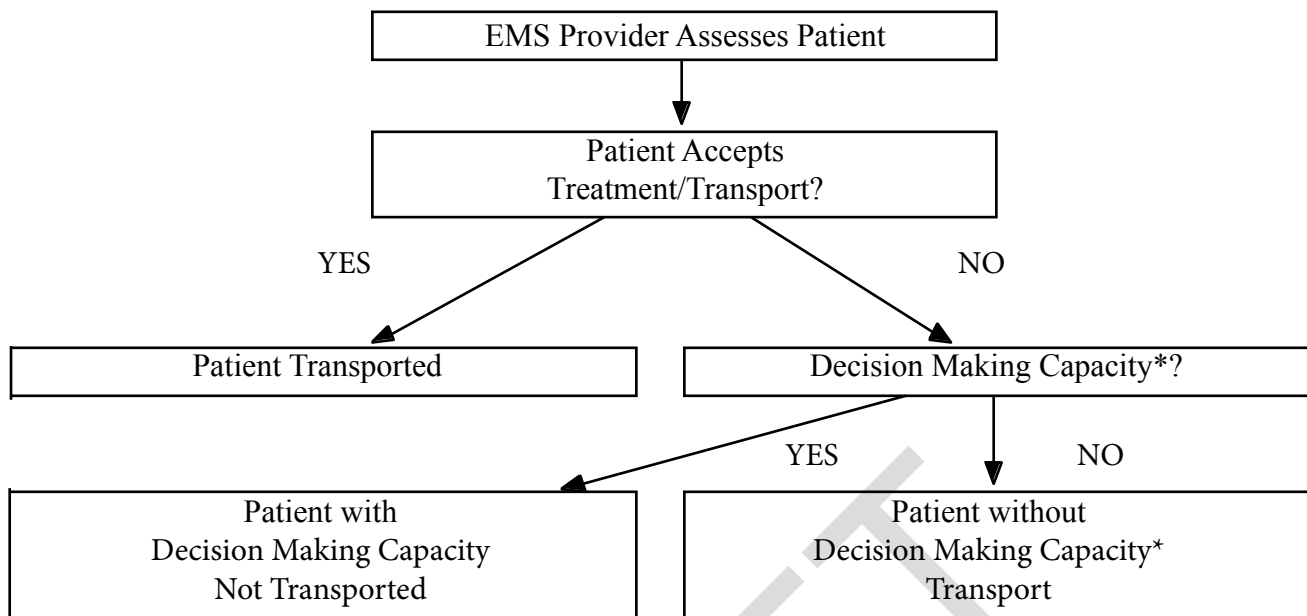 EMS Provider Assesses Patient
Patient Accepts
Treatment/Transport?
YES
NO
Patient Transported
Decision Making Capacity*?
YES
NO
Patient with
Decision Making Capacity
Not Transported
Patient without
Decision Making Capacity*
Transport